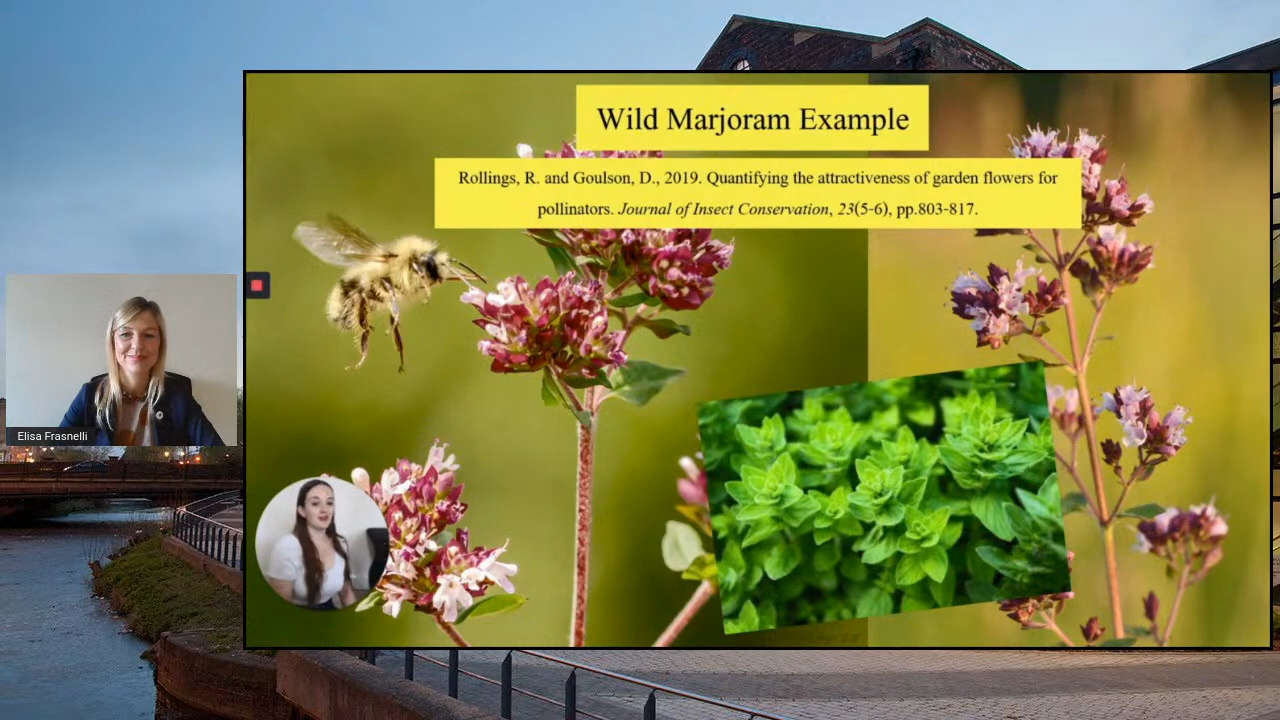 Wild Marjoram Example
Rollings, R. and Goulson, D., 2019. Quantifying the attractiveness of garden flowers for
pollinators. Journal of Insect Conservation, 23(5-6), pp.803-817.
Elisa Frasnelli